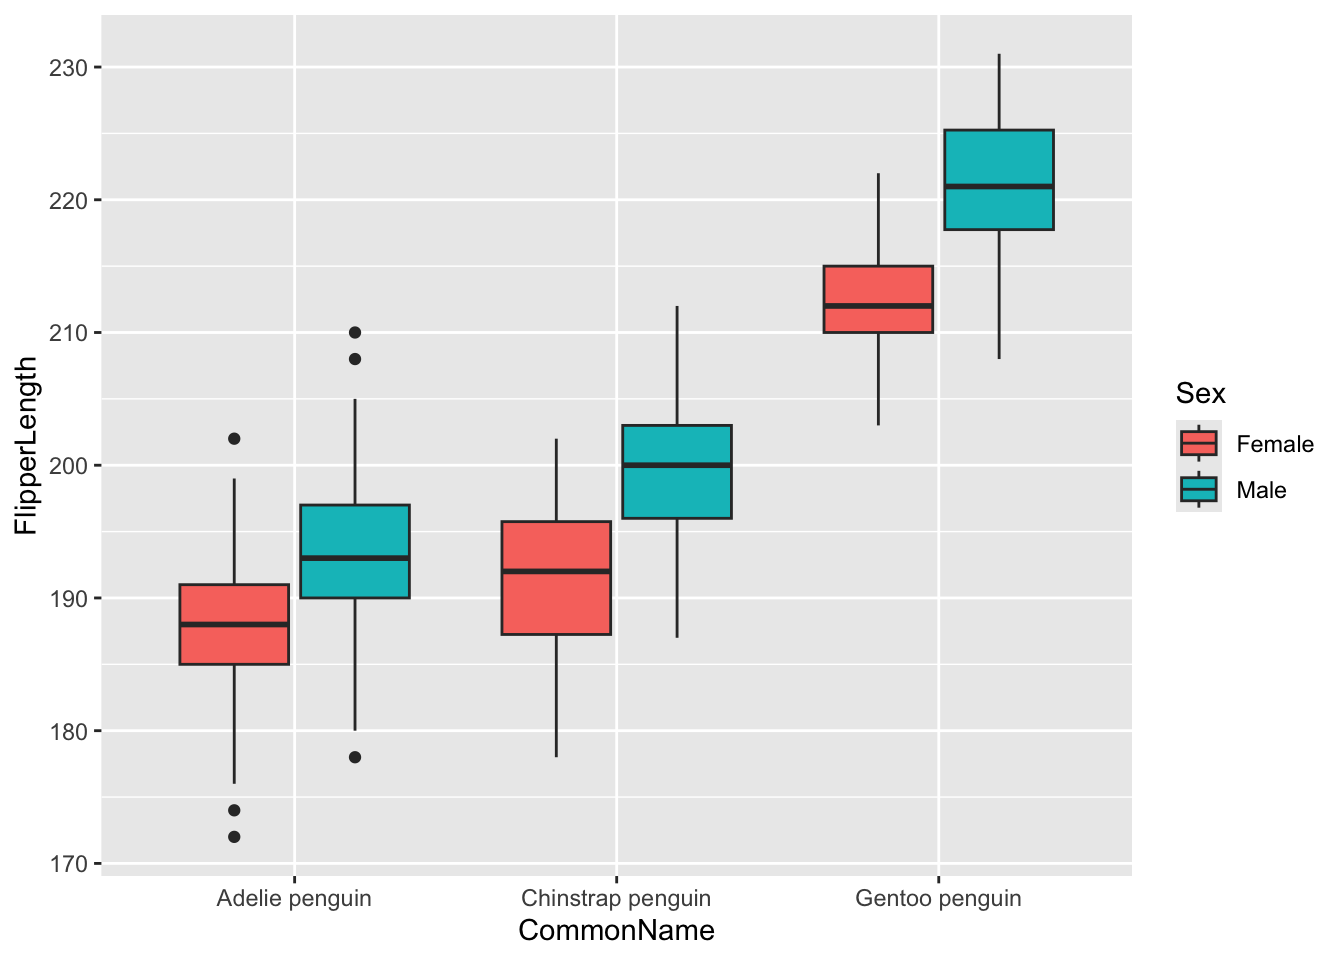 230
220
210
200
190
180
170
FlipperLength
Adelie penguin
Chinstrap penguin
Gentoo penguin
CommonName
Sex
Female
Male